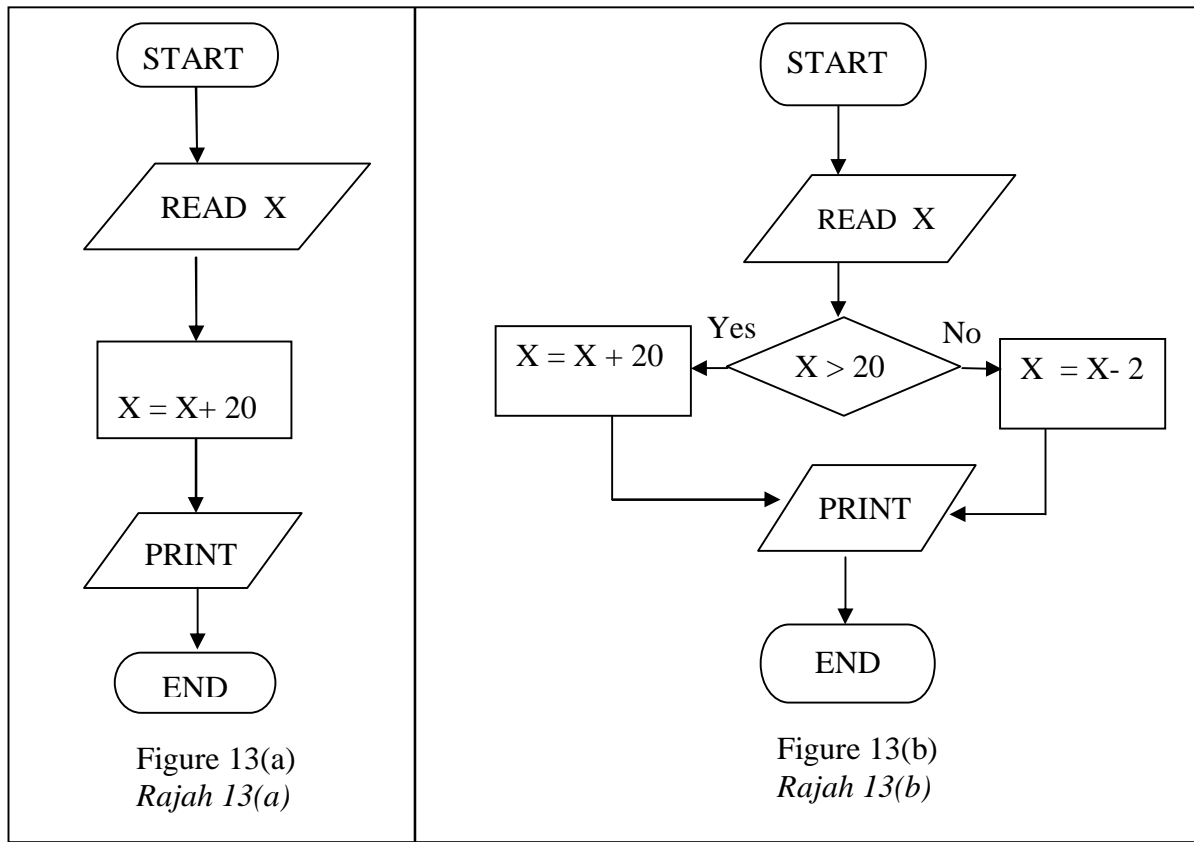 START
READ X
X = X+ 20
PRINT
END
Figure 13(a)
Rajah 13(a)
START
READ X
Yes
No
X = X + 20
X > 20
X = X- 2
PRINT
END
Figure 13(b)
Rajah 13(b)